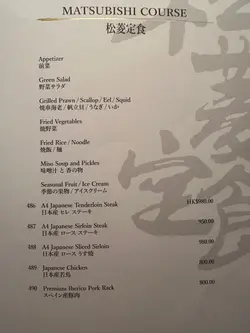 MATSUBISHI COURSE
松菱定食
Appetizer
前菜
Green Salad
野菜サラダ
Grilled Prawn / Scallop / Eel / Squid
焼車海老 / 帆立貝 / うなぎ / いか
Fried Vegetables
焼野菜
Fried Rice / Noodle
焼飯 / 麺
Miso Soup and Pickles
味噌汁 と 香の物
Seasonal Fruit / Ice Cream
季節の果物 / アイスクリーム
486 A4 Japanese Tenderloin Steak HK$980.00
日本産 セレ ステーキ
487 A4 Japanese Sirloin Steak 950.00
日本産 ロース ステーキ
488 A4 Japanese Sliced Sirloin 900.00
日本産 ロース うす焼
489 Japanese Chicken 800.00
日本産若鳥
490 Premium Iberico Pork Rack 800.00
スペイン産豚肉